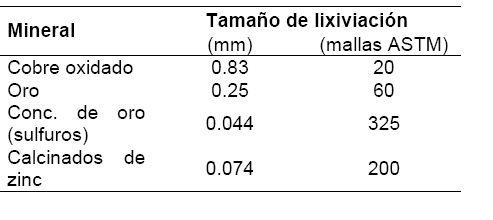 Mineral Tamaño de lixiviación
(mm) (mallas ASTM)
Cobre oxidado 0.83 20
Oro 0.25 60
Conc. de oro
(sulfuros) 0.044 325
Calcinados de
zinc 0.074 200